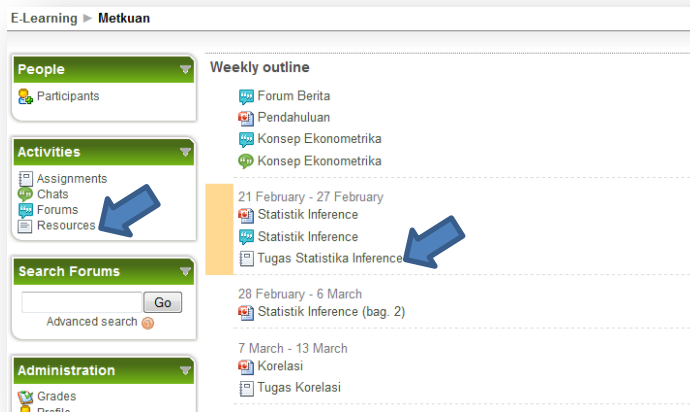 E-Learning ► Metkuan
People
Participants
Activities
Assignments
Chats
Forums
Resources
Search Forums
Go
Advanced search
Administration
Grades
Profile
Weekly outline
Forum Berita
Pendahuluan
Konsep Ekonometrika
Konsep Ekonometrika
21 February - 27 February
Statistik Inference
Statistik Inference
Tugas Statistika Inference
28 February - 6 March
Statistik Inference (bag. 2)
7 March - 13 March
Korelasi
Tugas Korelasi